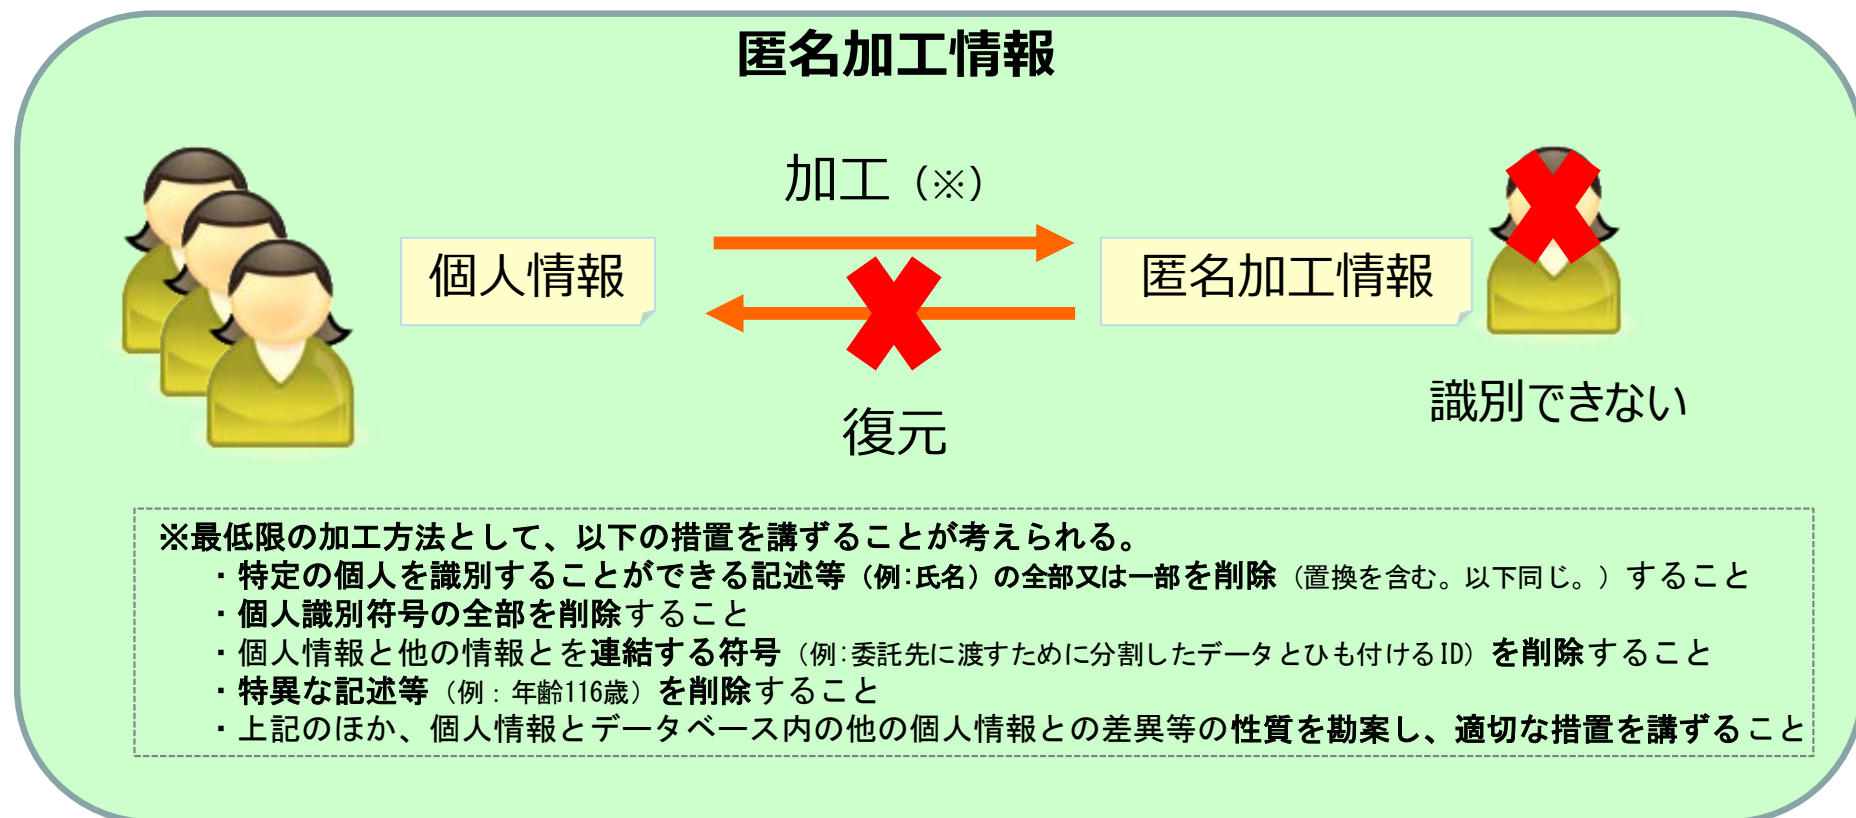 匿名加工情報
加工（※）
個人情報
匿名加工情報
復元
識別できない
※最低限の加工方法として、以下の措置を講ずることが考えられる。
・特定の個人を識別することができる記述等（例：氏名）の全部又は一部を削除（置換を含む。以下同じ。）すること
・個人識別符号の全部を削除すること
・個人情報と他の情報とを連結する符号（例：委託先に渡すために分割したデータとひも付けるID）を削除すること
・特異な記述等（例：年齢116歳）を削除すること
・上記のほか、個人情報とデータベース内の他の個人情報との差異等の性質を勘案し、適切な措置を講ずること